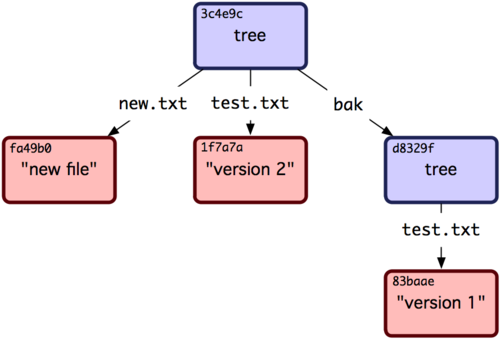 3c4e9c
tree
new.txt test.txt bak
fa49b0 1f7a7a d8329f
"new file" "version 2" tree
test.txt
83baae
"version 1"